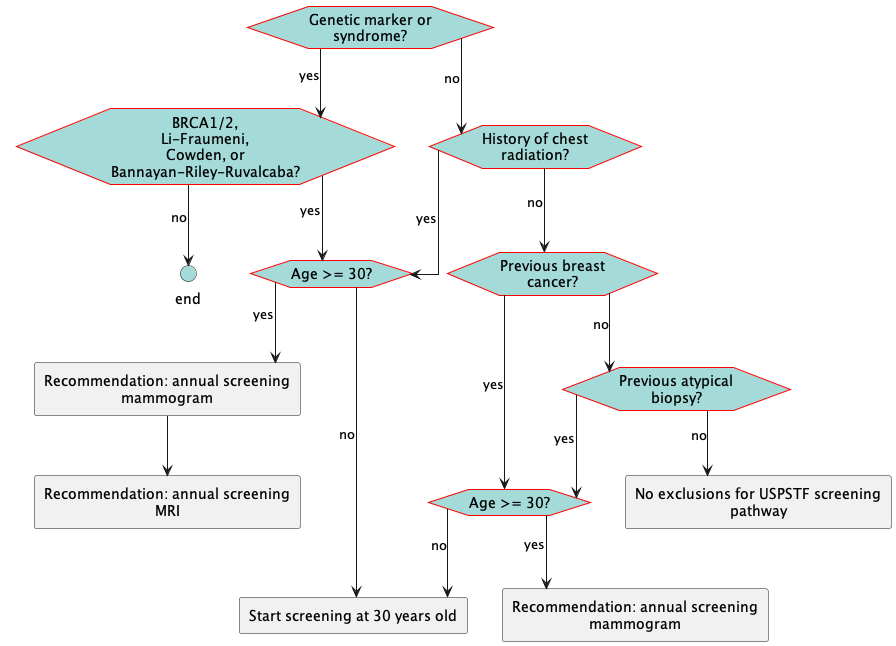 Genetic marker or
syndrome?
yes
no
BRCA1/2,
Li-Fraumeni,
Cowden, or
Bannayan-Riley-Ruvalcaba?
History of chest
radiation?
no
yes
yes
no
Age >= 30?
Previous breast
cancer?
end
yes
no
Recommendation: annual screening
mammogram
Previous atypical
biopsy?
no
yes
yes
no
Recommendation: annual screening
MRI
Age >= 30?
No exclusions for USPSTF screening
pathway
no
yes
Start screening at 30 years old
Recommendation: annual screening
mammogram